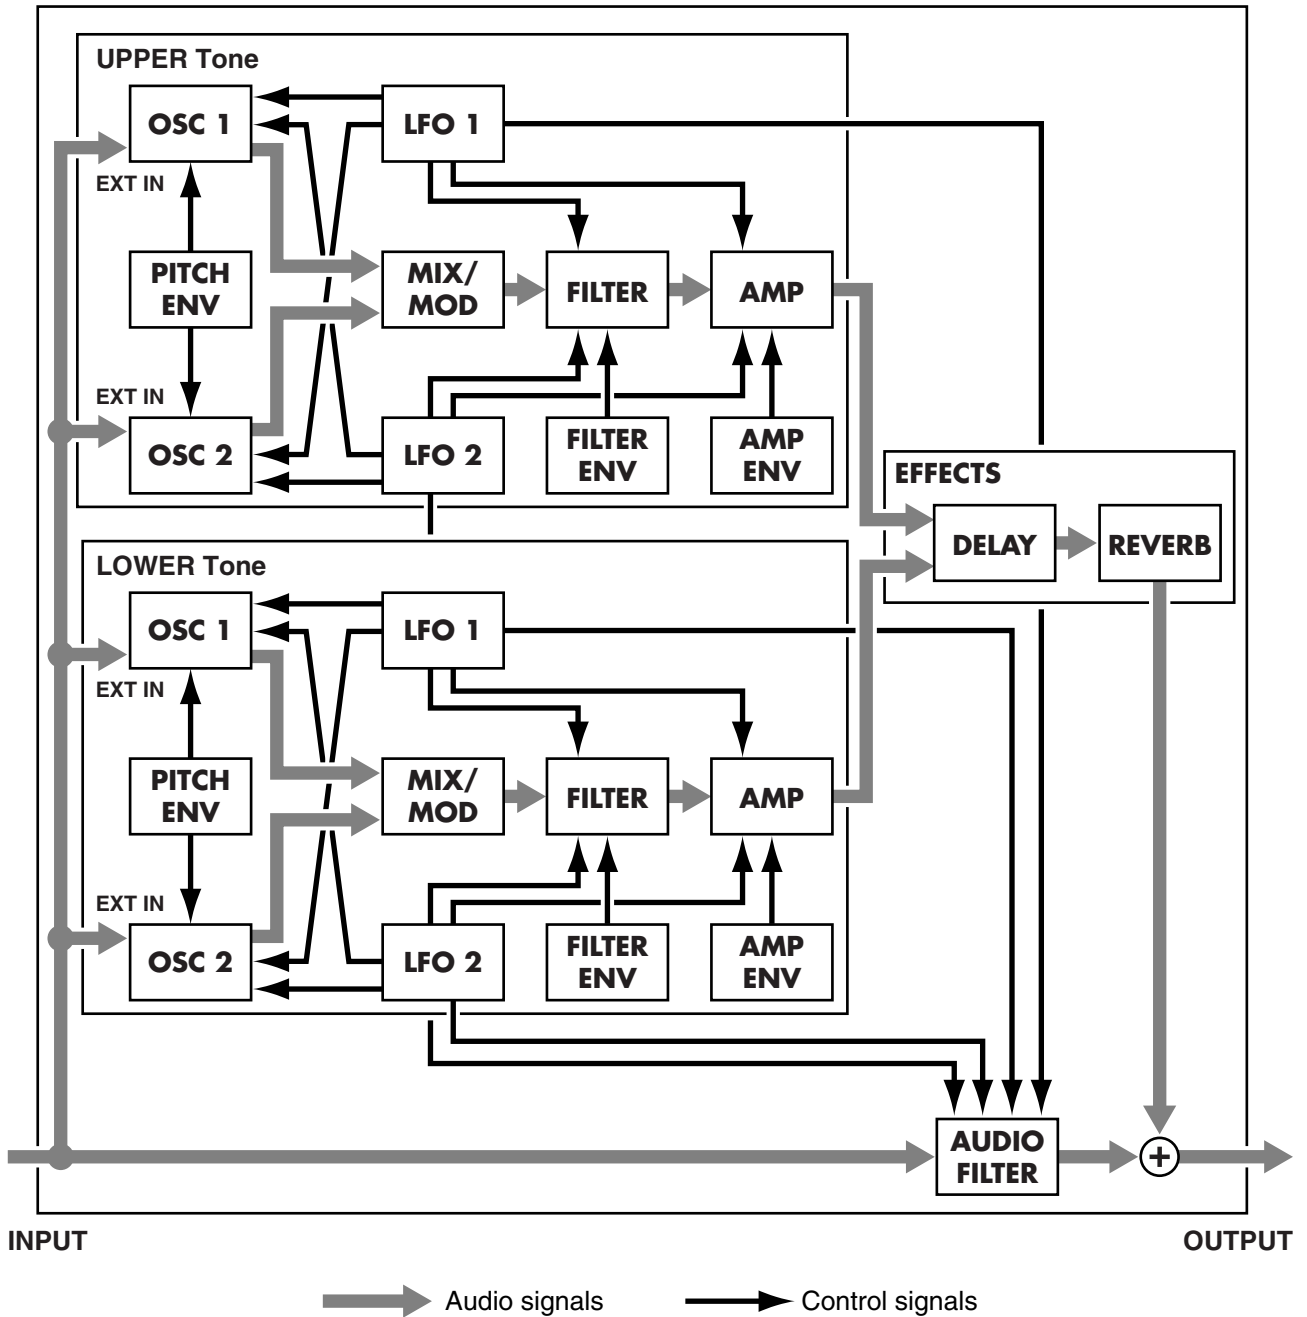 UPPER Tone
OSC 1
LFO 1
EXT IN
PITCH
ENV
MIX/
MOD
FILTER
AMP
EXT IN
OSC 2
LFO 2
FILTER
ENV
AMP
ENV
EFFECTS
DELAY
REVERB
LOWER Tone
OSC 1
LFO 1
EXT IN
PITCH
ENV
MIX/
MOD
FILTER
AMP
EXT IN
OSC 2
LFO 2
FILTER
ENV
AMP
ENV
AUDIO
FILTER
+
INPUT
OUTPUT
Audio signals
Control signals